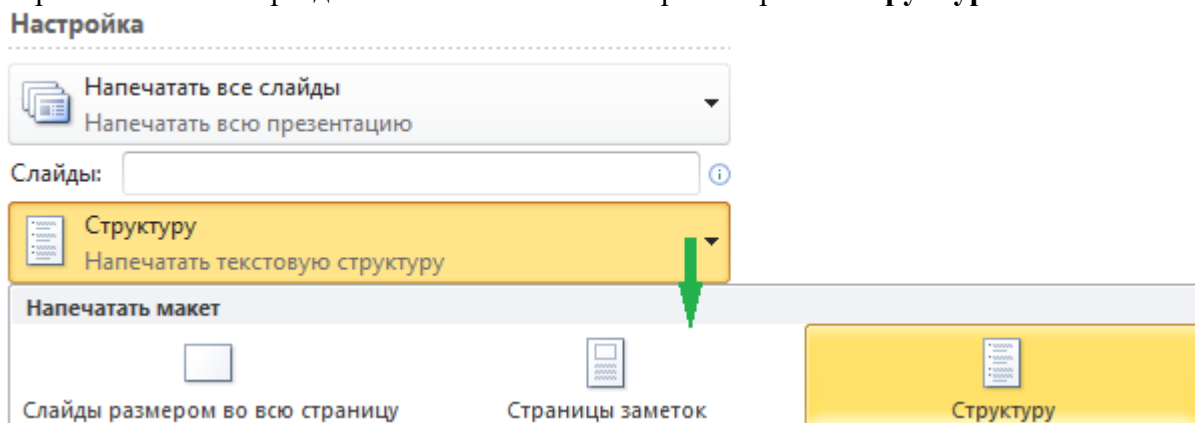 Настройка
Напечатать все слайды
Напечатать всю презентацию
Слайды:
Структуру
Напечатать текстовую структуру
Напечатать макет
Слайды размером во всю страницу Страницы заметок Структуру